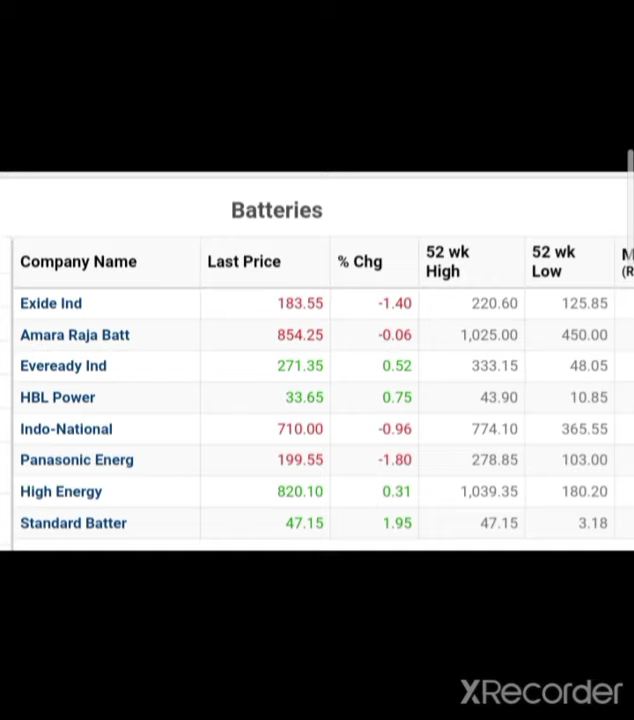 Batteries
Company Name Last Price % Chg 52 wk High 52 wk Low
Exide Ind 183.55 -1.40 220.60 125.85
Amara Raja Batt 854.25 -0.06 1,025.00 450.00
Eveready Ind 271.35 0.52 333.15 48.05
HBL Power 33.65 0.75 43.90 10.85
Indo-National 710.00 -0.96 774.10 365.55
Panasonic Energ 199.55 -1.80 278.85 103.00
High Energy 820.10 0.31 1,039.35 180.20
Standard Batter 47.15 1.95 47.15 3.18
XRecorder